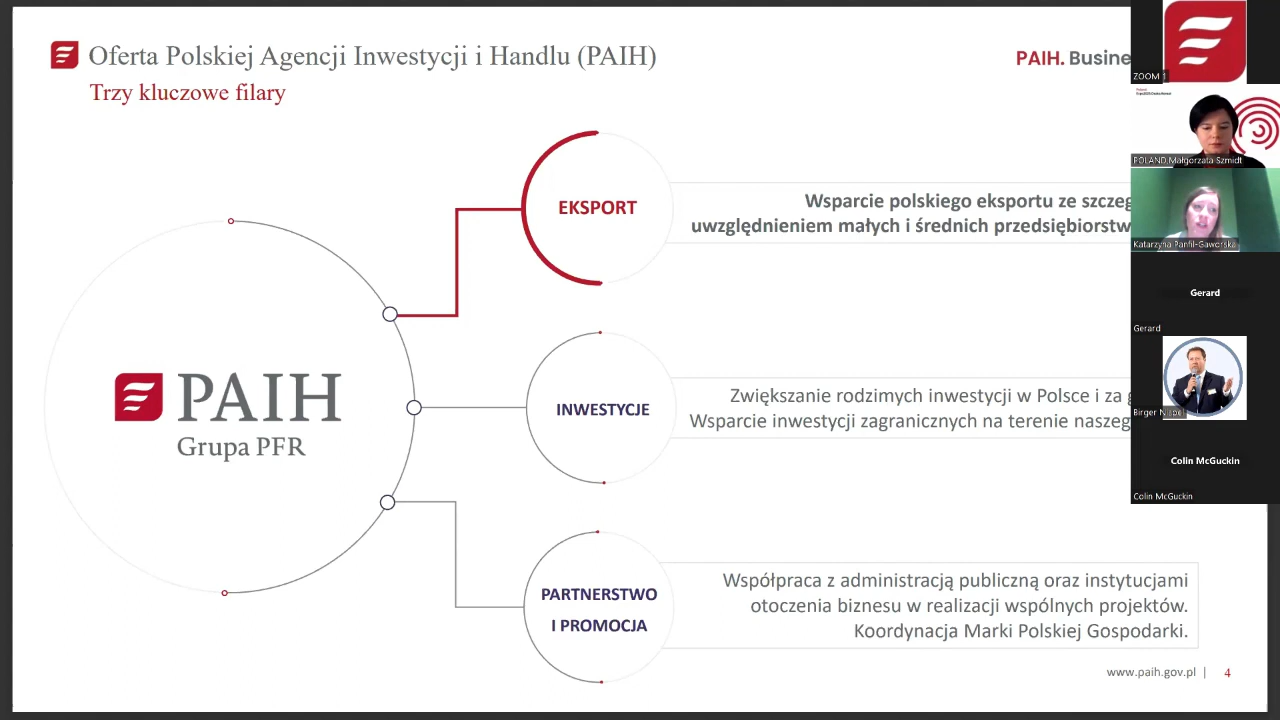 Oferta Polskiej Agencji Inwestycji i Handlu (PAIH)
Trzy kluczowe filary
PAIH. Busine
EKSPORT
Wsparcie polskiego eksportu ze szczeg
uwzględnieniem małych i średnich przedsiębiorstw
PAIH
Grupa PFR
INWESTYCJE
Zwiększanie rodzimych inwestycji w Polsce i za g
Wsparcie inwestycji zagranicznych na terenie naszeg
PARTNERSTWO
I PROMOCJA
Współpraca z administracją publiczną oraz instytucjami
otoczenia biznesu w realizacji wspólnych projektów.
Koordynacja Marki Polskiej Gospodarki.
www.paih.gov.pl | 4
ZOOM 1
POLAND Małgorzata Szmidt
Katarzyna Panfil-Gaworska
Gerard
Gerard
Birger
Colin McGuckin
Colin McGuckin